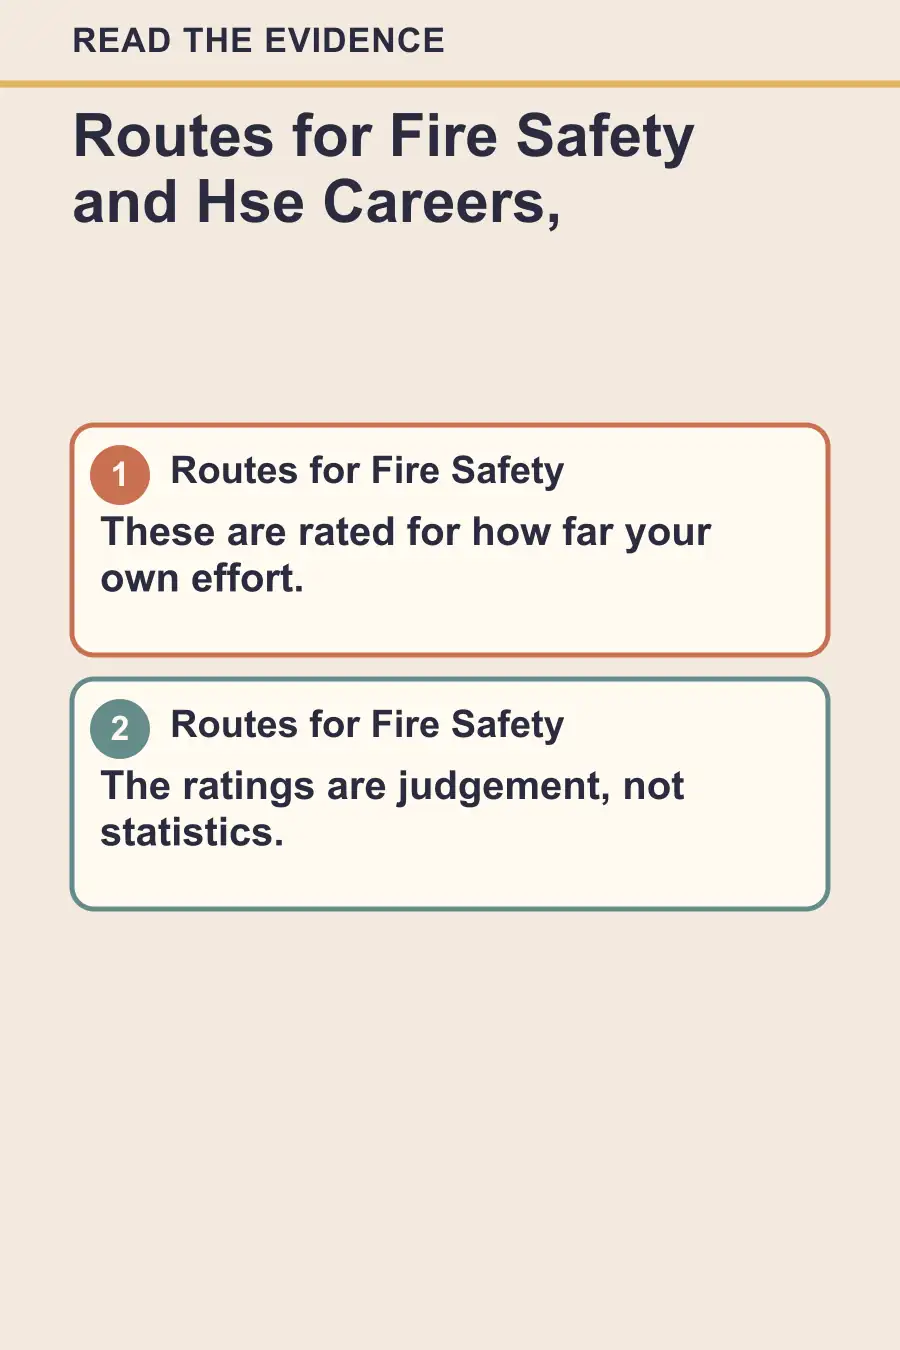 READ THE EVIDENCE
Routes for Fire Safety
and Hse Careers,
1 Routes for Fire Safety
These are rated for how far your
own effort.
2 Routes for Fire Safety
The ratings are judgement, not
statistics.